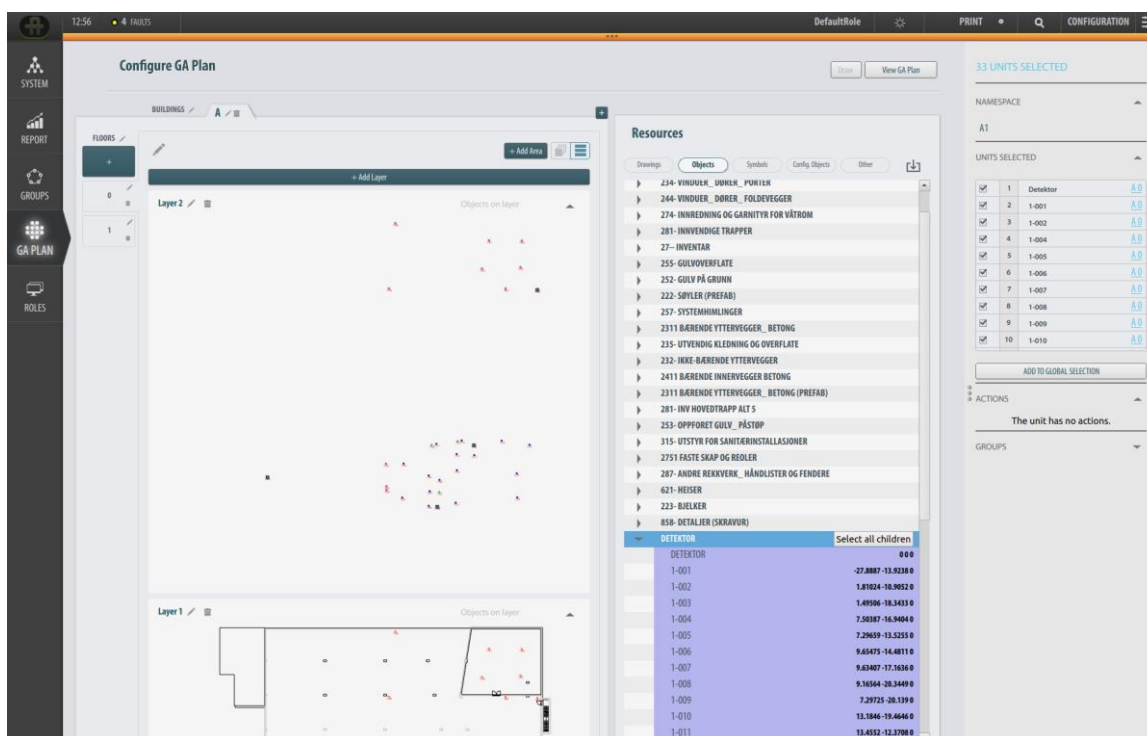 12:56 4 FAULTS DefaultRole PRINT CONFIGURATION
SYSTEM
REPORT
GROUPS
GA PLAN
ROLES
Configure GA Plan
Draw View GA Plan
BUILDINGS A
FLOORS
+
0
1
+ Add Area
+ Add Layer
Layer 2 Objects on layer
Layer 1 Objects on layer
Resources
Drawings Objects Symbols Config. Objects Other
234- VINDUER_ DØRER_ PORTER
244- VINDUER_ DØRER_ FOLDEVEGGER
274- INNREDNING OG GARNITYR FOR VÅTROM
281- INNVENDIGE TRAPPER
27-- INVENTAR
255- GULVOVERFLATE
252- GULV PÅ GRUNN
222- SØYLER (PREFAB)
257- SYSTEMHIMLINGER
2311 BÆRENDE YTTERVEGGER_ BETONG
235- UTVENDIG KLEDNING OG OVERFLATE
232- IKKE-BÆRENDE YTTERVEGGER
2411 BÆRENDE INNERVEGGER BETONG
2311 BÆRENDE YTTERVEGGER_ BETONG (PREFAB)
281- INV HOVEDTRAPP ALT 5
253- OPPFORET GULV_ PÅSTØP
315- UTSTYR FOR SANITÆRINSTALLASJONER
2751 FASTE SKAP OG REOLER
287- ANDRE REKKVERK_ HÅNDLISTER OG FENDERE
621- HEISER
223- BJELKER
858- DETALJER (SKRAVUR)
DETEKTOR Select all children
DETEKTOR 0 0 0
1-001 -27.8887 -13.9238 0
1-002 1.81024 -10.9052 0
1-003 1.49506 -18.3433 0
1-004 7.50387 -16.9404 0
1-005 7.29659 -13.5255 0
1-006 9.65475 -14.4811 0
1-007 9.63407 -17.1636 0
1-008 9.16564 -20.3449 0
1-009 7.29725 -20.139 0
1-010 13.1846 -19.4646 0
1-011 13.4552 -12.3708 0
33 UNITS SELECTED
NAMESPACE
A1
UNITS SELECTED
1 Detektor A 0
2 1-001 A 0
3 1-002 A 0
4 1-004 A 0
5 1-005 A 0
6 1-006 A 0
7 1-007 A 0
8 1-008 A 0
9 1-009 A 0
10 1-010 A 0
ADD TO GLOBAL SELECTION
ACTIONS
The unit has no actions.
GROUPS